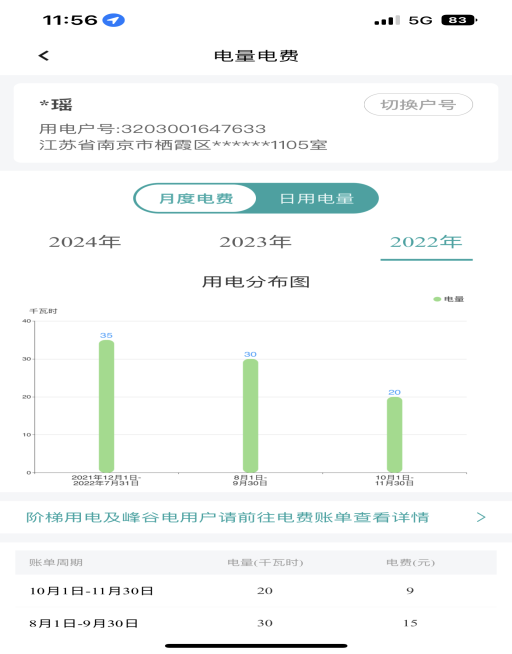 11:56 5G 83
电量电费
*瑶 切换户号
用电户号:3203001647633
江苏省南京市栖霞区******1105室
月度电费 日用电量
2024年 2023年 2022年
用电分布图
电量
千瓦时
40
30
20
10
0
35
30
20
2021年12月1日-
2022年7月31日
8月1日-
9月30日
10月1日-
11月30日
阶梯用电及峰谷电用户请前往电费账单查看详情
账单周期 电量(千瓦时) 电费(元)
10月1日-11月30日 20 9
8月1日-9月30日 30 15